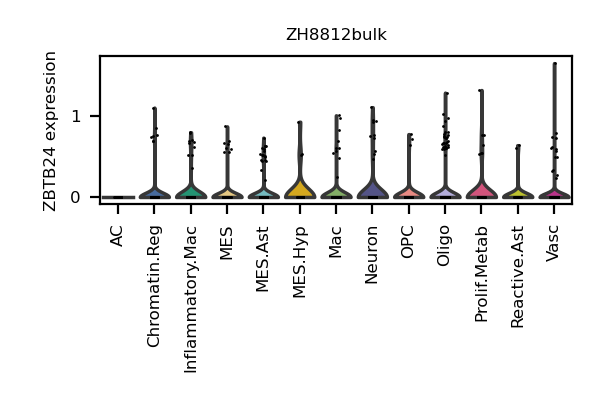 ZH8812bulk
ZBTB24 expression
1
0
AC
Chromatin.Reg
Inflammatory.Mac
MES
MES.Ast
MES.Hyp
Mac
Neuron
OPC
Oligo
Prolif.Metab
Reactive.Ast
Vasc